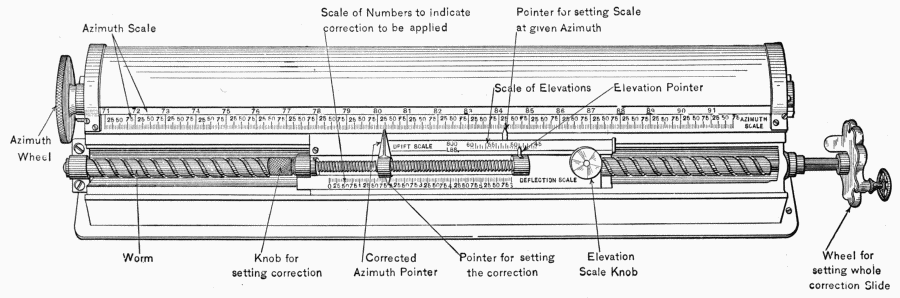 Scale of Numbers to indicate
correction to be applied
Pointer for setting Scale
at given Azimuth
Azimuth Scale
Scale of Elevations
Elevation Pointer
71 72 73 74 75 76 77 78 79 80 81 82 83 84 85 86 87 88 89 90 91
AZIMUTH
SCALE
Azimuth
Wheel
DRIFT SCALE
DEFLECTION SCALE
Worm
Knob for
setting correction
Corrected
Azimuth Pointer
Pointer for setting
the correction
Elevation
Scale Knob
Wheel for
setting whole
correction Slide